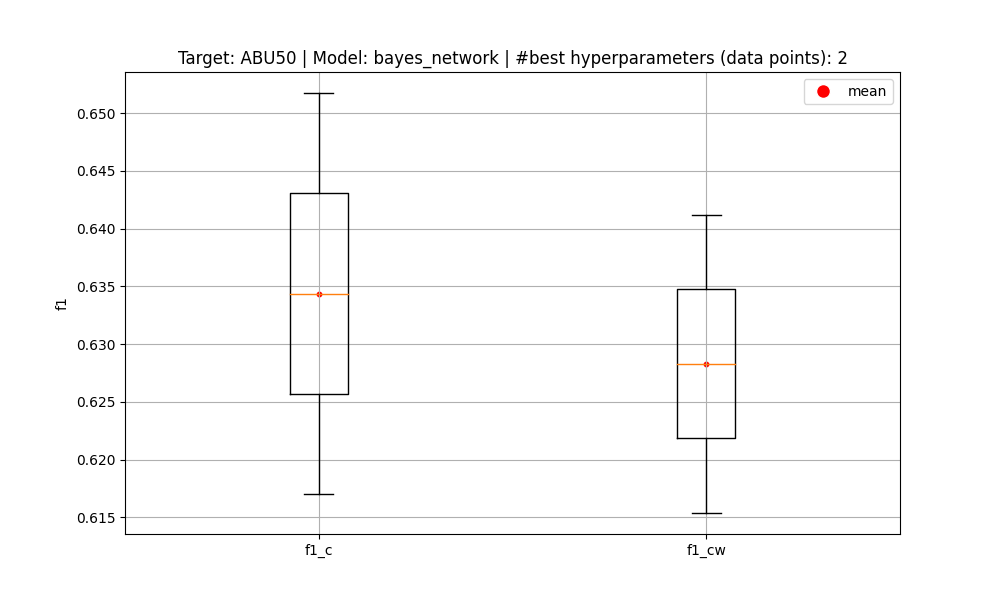 Target: ABU50 | Model: bayes_network | #best hyperparameters (data points): 2
mean
0.650
0.645
0.640
0.635
0.630
0.625
0.620
0.615
f1
f1_c
f1_cw